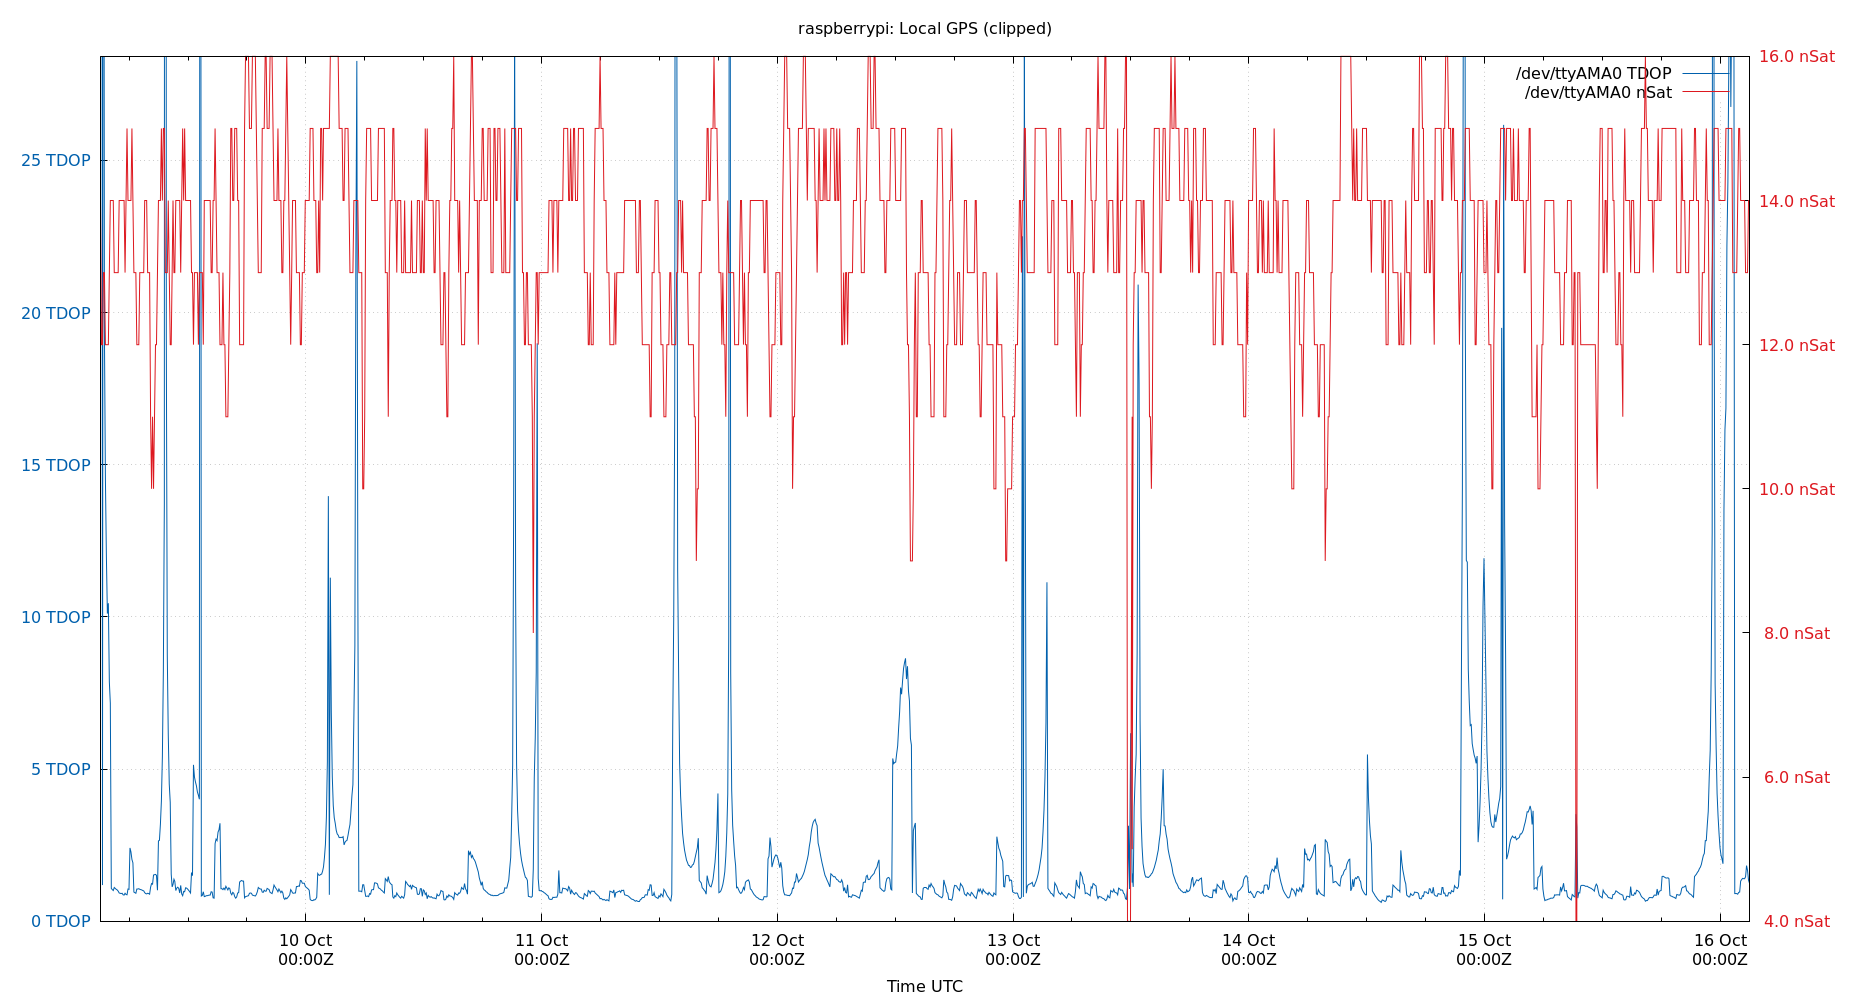 raspberrypi: Local GPS (clipped)
/dev/ttyAMA0 TDOP
/dev/ttyAMA0 nSat
25 TDOP
20 TDOP
15 TDOP
10 TDOP
5 TDOP
0 TDOP
16.0 nSat
14.0 nSat
12.0 nSat
10.0 nSat
8.0 nSat
6.0 nSat
4.0 nSat
10 Oct
00:00Z
11 Oct
00:00Z
12 Oct
00:00Z
13 Oct
00:00Z
14 Oct
00:00Z
15 Oct
00:00Z
16 Oct
00:00Z
Time UTC